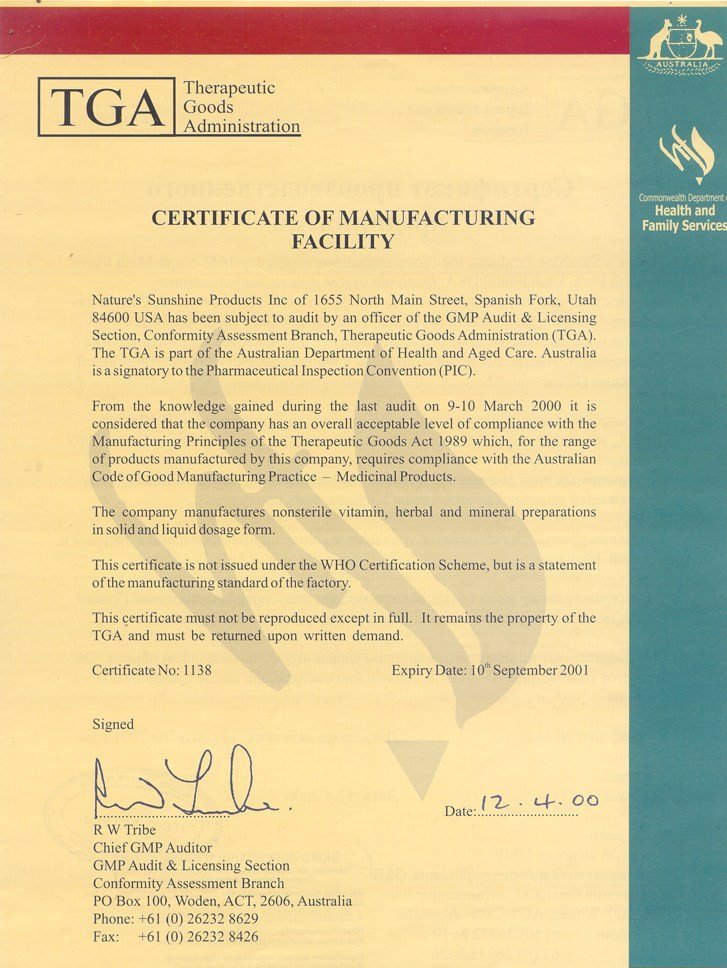 TGA
Therapeutic
Goods
Administration
AUSTRALIA
Commonwealth Department
Health and
Family Services
CERTIFICATE OF MANUFACTURING
FACILITY
Nature's Sunshine Products Inc of 1655 North Main Street, Spanish Fork, Utah
84600 USA has been subject to audit by an officer of the GMP Audit & Licensing
Section, Conformity Assessment Branch, Therapeutic Goods Administration (TGA).
The TGA is part of the Australian Department of Health and Aged Care. Australia
is a signatory to the Pharmaceutical Inspection Convention (PIC).
From the knowledge gained during the last audit on 9-10 March 2000 it is
considered that the company has an overall acceptable level of compliance with the
Manufacturing Principles of the Therapeutic Goods Act 1989 which, for the range
of products manufactured by this company, requires compliance with the Australian
Code of Good Manufacturing Practice – Medicinal Products.
The company manufactures nonsterile vitamin, herbal and mineral preparations
in solid and liquid dosage form.
This certificate is not issued under the WHO Certification Scheme, but is a statement
of the manufacturing standard of the factory.
This certificate must not be reproduced except in full. It remains the property of the
TGA and must be returned upon written demand.
Certificate No: 1138 Expiry Date: 10th September 2001
Signed
Date: 12.4.00
R W Tribe
Chief GMP Auditor
GMP Audit & Licensing Section
Conformity Assessment Branch
PO Box 100, Woden, ACT, 2606, Australia
Phone: +61 (0) 26232 8629
Fax: +61 (0) 26232 8426